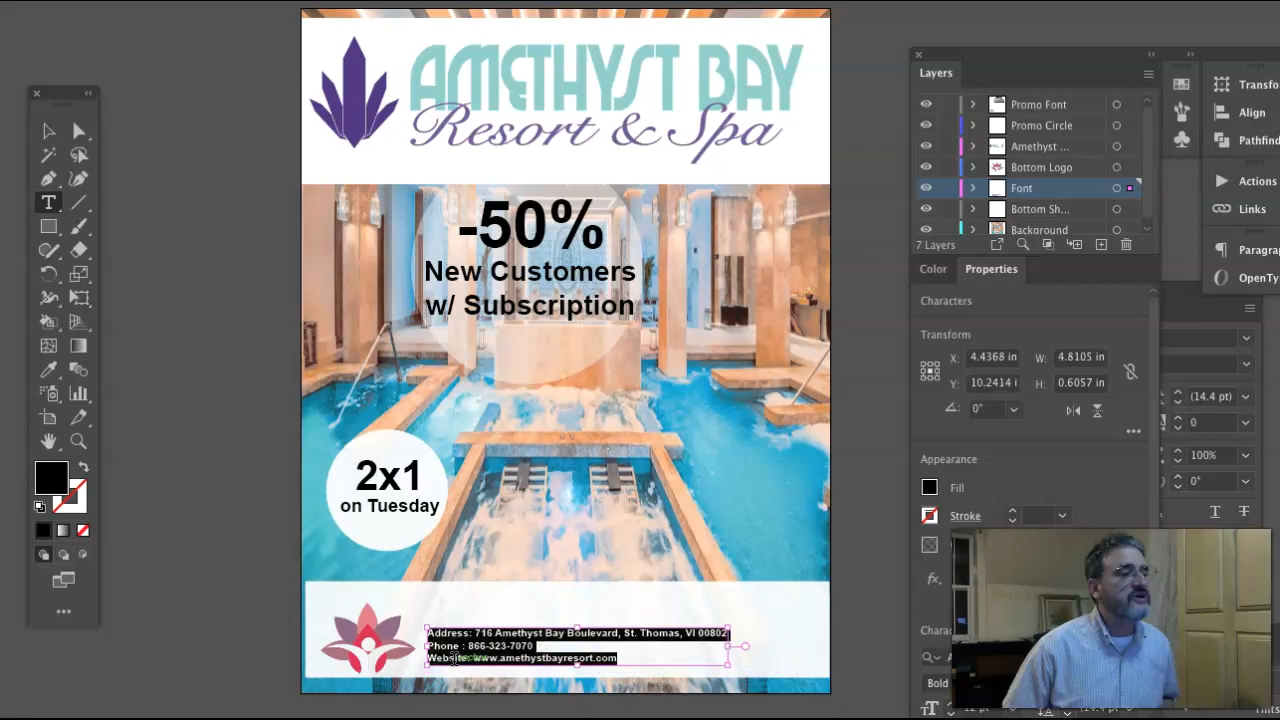 AMETHYST BAY
Resort & Spa
-50%
New Customers
w/ Subscription
2x1
on Tuesday
Address: 716 Amethyst Bay Boulevard, St. Thomas, VI 00802
Phone : 866-323-7070
Website: www.amethystbayresort.com
Layers
Promo Font
Promo Circle
Amethyst ...
Bottom Logo
Font
Bottom Sh...
Background
7 Layers
Color
Properties
Characters
Transform
X: 4.4368 in
W: 4.8105 in
Y: 10.2414 i
H: 0.6057 in
0°
Appearance
Fill
Stroke
fx.
Charac
Bold
Transfo
Align
Pathfind
Actions
Links
Paragra
OpenTy
(14.4 pt)
0
100%
0°